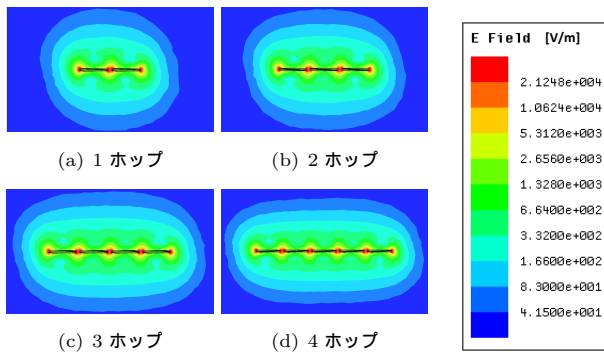 (a) 1 ホップ
(b) 2 ホップ
(c) 3 ホップ
(d) 4 ホップ
E Field [V/m]
2.1248e+004
1.0624e+004
5.3120e+003
2.6560e+003
1.3280e+003
6.6400e+002
3.3200e+002
1.6600e+002
8.3000e+001
4.1500e+001